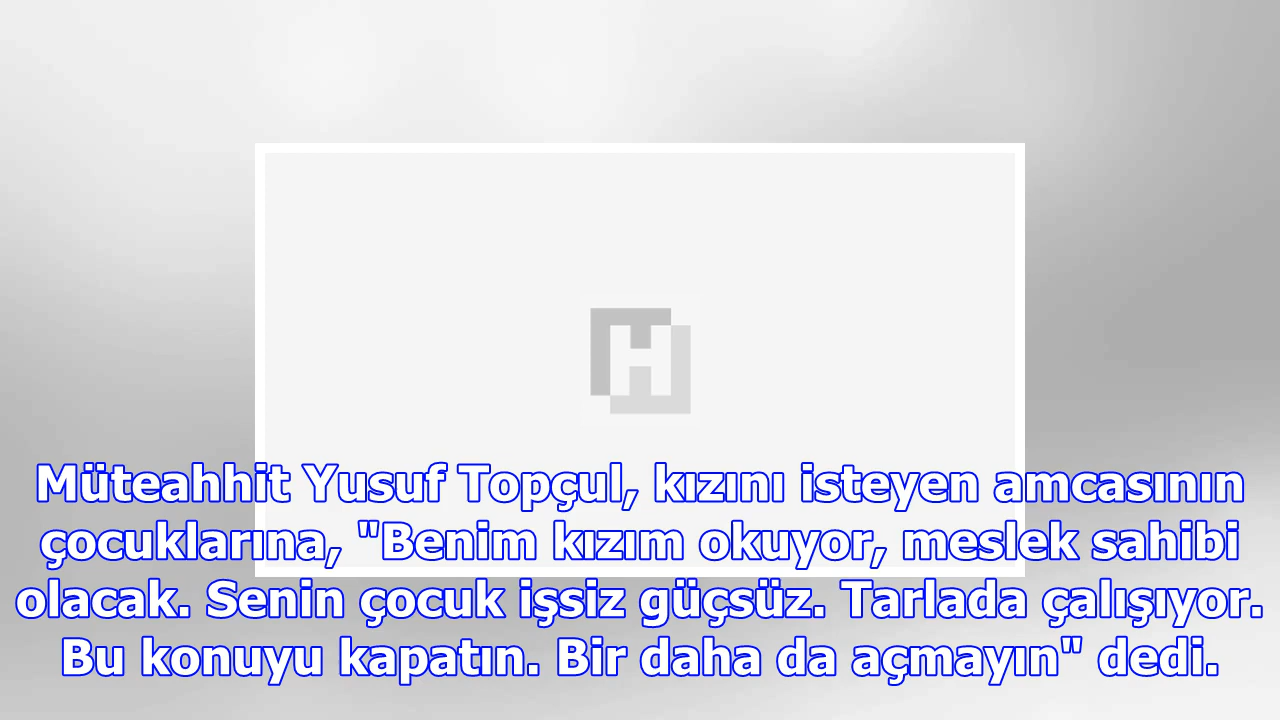 Müteahhit Yusuf Topçul, kızını isteyen amcasının
çocuklarına, "Benim kızım okuyor, meslek sahibi
olacak. Senin çocuk işsiz güçsüz. Tarlada çalışıyor.
Bu konuyu kapatın. Bir daha da açmayın" dedi.